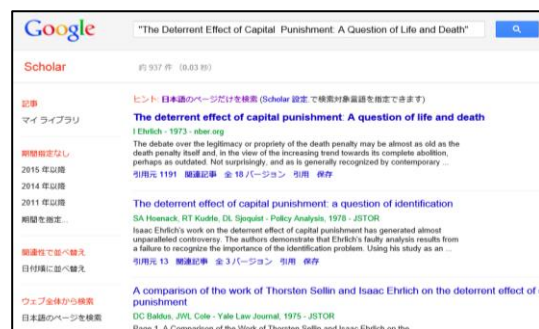 Google
"The Deterrent Effect of Capital Punishment: A Question of Life and Death"
Scholar
約 937 件 (0.03 秒)
記事
マイ ライブラリ
期間指定なし
2015 年以降
2014 年以降
2011 年以降
期間を指定...
関連性で並べ替え
日付順に並べ替え
ウェブ全体から検索
日本語のページを検索
ヒント: 日本語のページだけを検索 (Scholar 設定 で検索対象言語を指定できます)
The deterrent effect of capital punishment: A question of life and death
I Ehrlich - 1973 - nber.org
The debate over the legitimacy or propriety of the death penalty may be almost as old as the
death penalty itself and, in the view of the increasing trend towards its complete abolition,
perhaps as outdated. Not surprisingly, and as is generally recognized by contemporary ...
引用元 1191 関連記事 全 18 バージョン 引用 保存
The deterrent effect of capital punishment: a question of identification
SA Hoenack, RT Kudrle, DL Sjoquist - Policy Analysis, 1978 - JSTOR
Isaac Ehrlich's work on the deterrent effect of capital punishment has generated almost
unparalleled controversy. The authors demonstrate that Ehrlich's faulty analysis results from
a failure to recognize the importance of the identification problem. Using his study as an ...
引用元 13 関連記事 全 3 バージョン 引用 保存
A comparison of the work of Thorsten Sellin and Isaac Ehrlich on the deterrent effect of
punishment
DC Baldus, JWL Cole - Yale Law Journal, 1975 - JSTOR
Page 1. A Comparison of the Work of Thorsten Sellin and Isaac Ehrlich on the